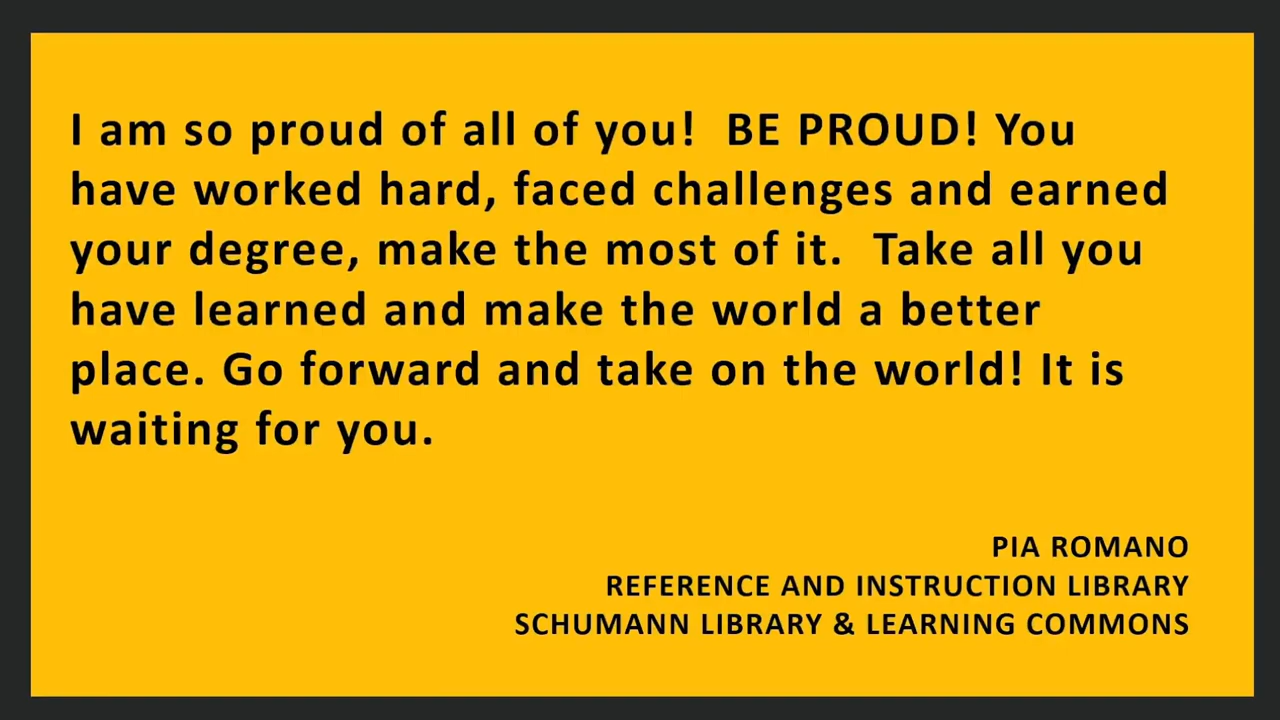 I am so proud of all of you!  BE PROUD! You
have worked hard, faced challenges and earned
your degree, make the most of it.  Take all you
have learned and make the world a better
place. Go forward and take on the world! It is
waiting for you.
PIA ROMANO
REFERENCE AND INSTRUCTION LIBRARY
SCHUMANN LIBRARY & LEARNING COMMONS